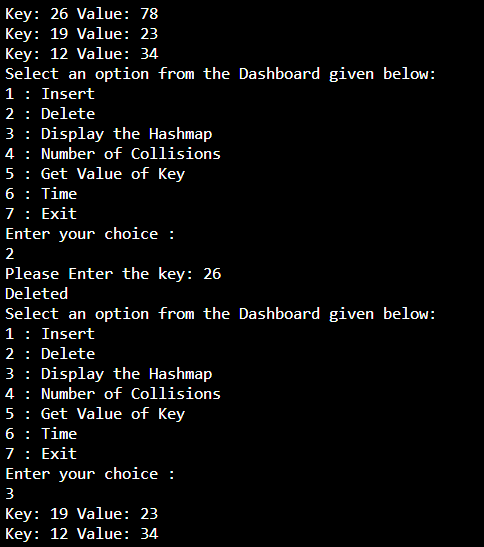 Key: 26 Value: 78
Key: 19 Value: 23
Key: 12 Value: 34
Select an option from the Dashboard given below:
1 : Insert
2 : Delete
3 : Display the Hashmap
4 : Number of Collisions
5 : Get Value of Key
6 : Time
7 : Exit
Enter your choice :
2
Please Enter the key: 26
Deleted
Select an option from the Dashboard given below:
1 : Insert
2 : Delete
3 : Display the Hashmap
4 : Number of Collisions
5 : Get Value of Key
6 : Time
7 : Exit
Enter your choice :
3
Key: 19 Value: 23
Key: 12 Value: 34